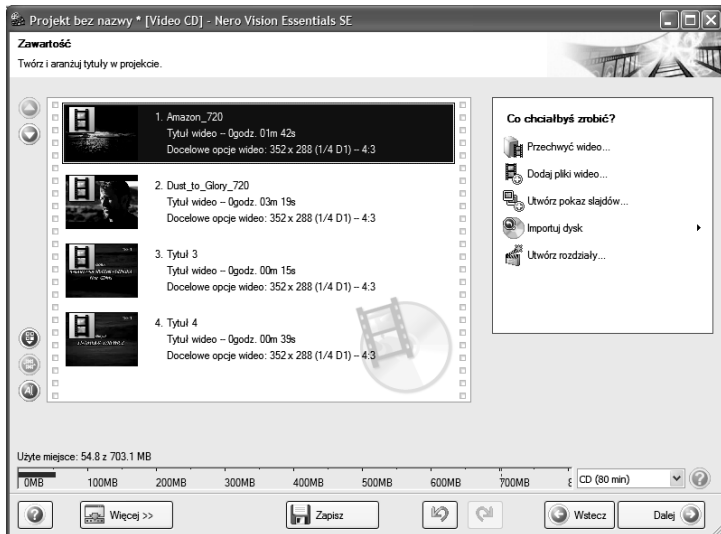 Projekt bez nazwy * [Video CD] - Nero Vision Essentials SE
Zawartość
Twórz i aranżuj tytuły w projekcie.
1. Amazon_720
Tytuł wideo – 0godz. 01m 42s
Docelowe opcje wideo: 352 x 288 (1/4 D1) – 4:3
2. Dust_to_Glory_720
Tytuł wideo – 0godz. 03m 19s
Docelowe opcje wideo: 352 x 288 (1/4 D1) – 4:3
3. Tytuł 3
Tytuł wideo – 0godz. 00m 15s
Docelowe opcje wideo: 352 x 288 (1/4 D1) – 4:3
4. Tytuł 4
Tytuł wideo – 0godz. 00m 39s
Docelowe opcje wideo: 352 x 288 (1/4 D1) – 4:3
Co chciałbyś zrobić?
Przechwyć wideo...
Dodaj pliki wideo...
Utwórz pokaz slajdów...
Importuj dysk
Utwórz rozdziały...
Użyte miejsce: 54.8 z 703.1 MB
0MB 100MB 200MB 300MB 400MB 500MB 600MB 700MB
CD (80 min)
Więcej >>
Zapisz
Wstecz
Dalej